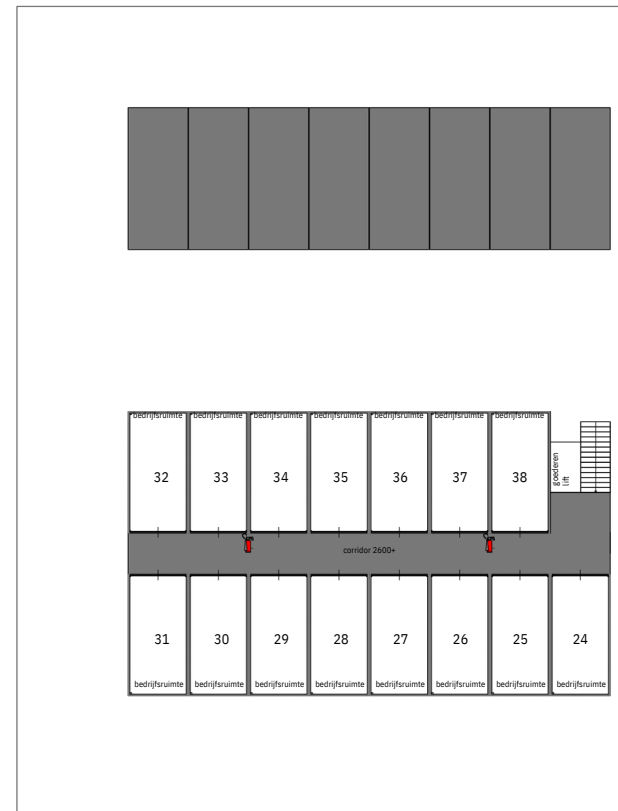 bedrijfsruimte bedrijfsruimte bedrijfsruimte bedrijfsruimte bedrijfsruimte bedrijfsruimte bedrijfsruimte
32 33 34 35 36 37 38
goederen
lift
corridor 2600+
31 30 29 28 27 26 25 24
bedrijfsruimte bedrijfsruimte bedrijfsruimte bedrijfsruimte bedrijfsruimte bedrijfsruimte bedrijfsruimte bedrijfsruimte